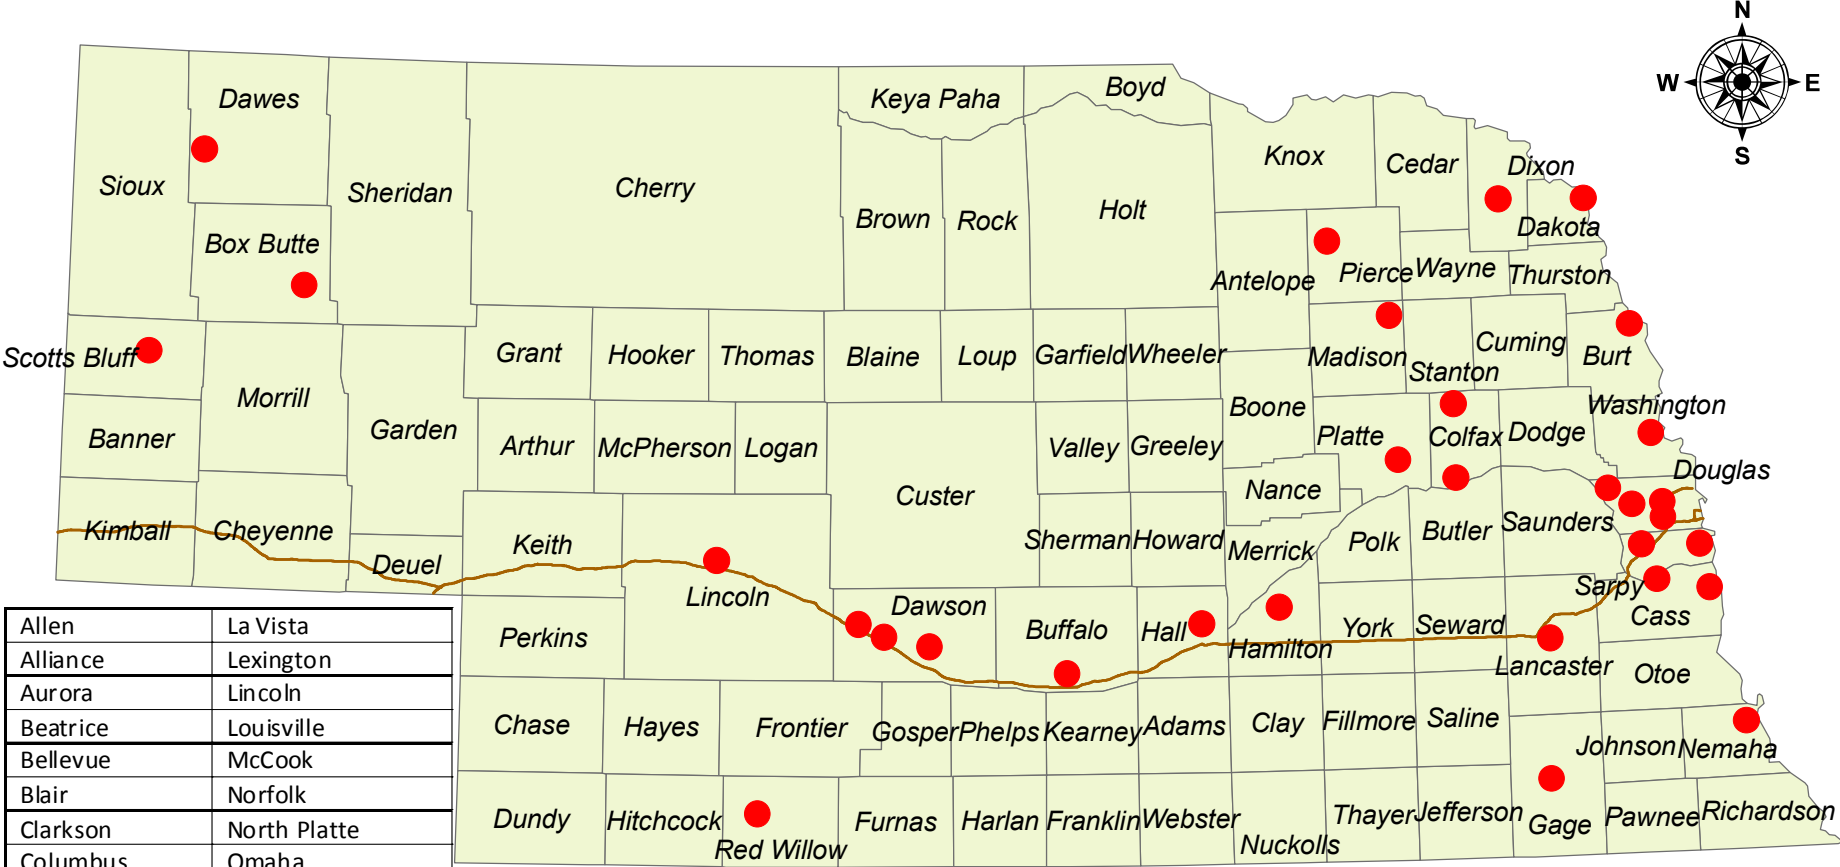 N
W E
S
Dawes
Keya Paha
Boyd
Knox
Cedar
Dixon
Sioux
Sheridan
Cherry
Brown
Rock
Holt
Dakota
Box Butte
Antelope
Pierce
Wayne
Thurston
Scotts Bluff
Morrill
Garden
Grant
Hooker
Thomas
Blaine
Loup
Garfield
Wheeler
Madison
Stanton
Cuming
Burt
Banner
Arthur
McPherson
Logan
Valley
Greeley
Boone
Platte
Colfax
Dodge
Washington
Douglas
Custer
Nance
Kimball
Cheyenne
Deuel
Keith
Lincoln
Sherman
Howard
Merrick
Polk
Butler
Saunders
Sarpy
Cass
Perkins
Dawson
Buffalo
Hall
Hamilton
York
Seward
Lancaster
Otoe
Chase
Hayes
Frontier
Gosper
Phelps
Kearney
Adams
Clay
Fillmore
Saline
Johnson
Nemaha
Dundy
Hitchcock
Red Willow
Furnas
Harlan
Franklin
Webster
Nuckolls
Thayer
Jefferson
Gage
Pawnee
Richardson
Allen La Vista
Alliance Lexington
Aurora Lincoln
Beatrice Louisville
Bellevue McCook
Blair Norfolk
Clarkson North Platte
Columbus Omaha